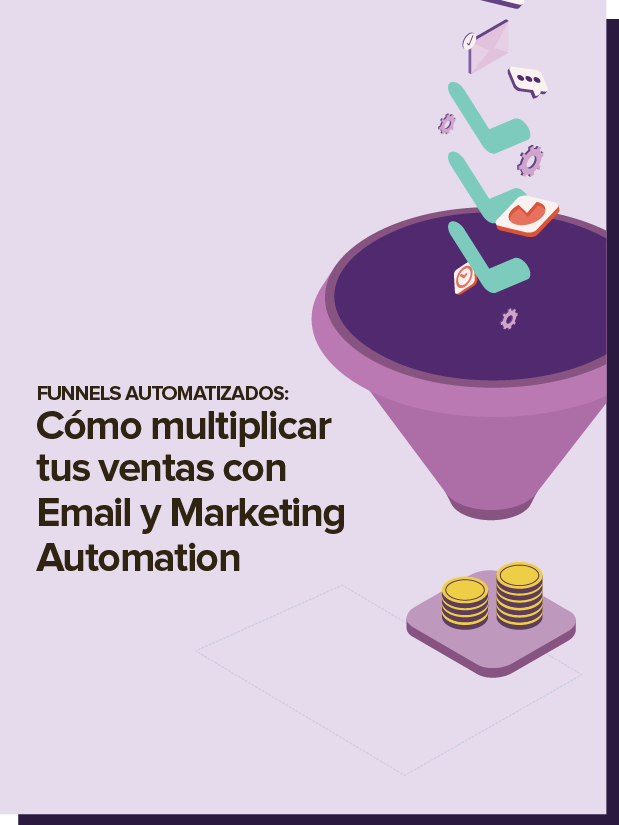 FUNNELS AUTOMATIZADOS:
Cómo multiplicar
tus ventas con
Email y Marketing
Automation